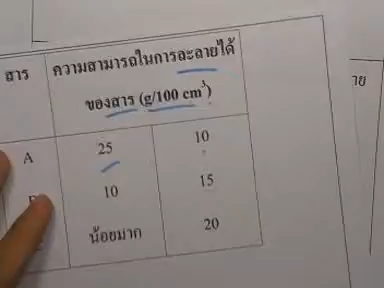 สาร ความสามารถในการละลายได้
ของสาร (g/100 cm³)
A 25 10
10 15
น้อยมาก 20